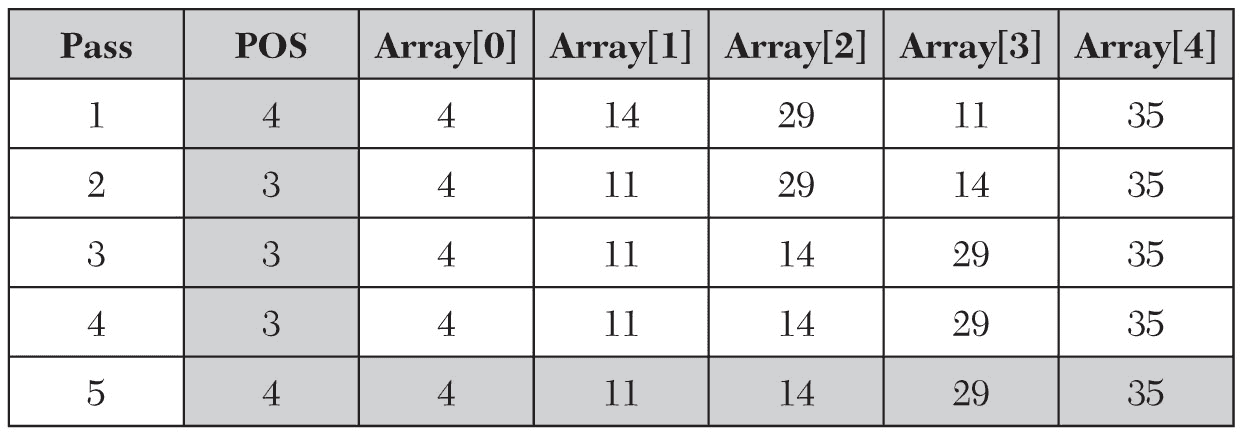 Pass POS Array[0] Array[1] Array[2] Array[3] Array[4]
1 4 4 14 29 11 35
2 3 4 11 29 14 35
3 3 4 11 14 29 35
4 3 4 11 14 29 35
5 4 4 11 14 29 35